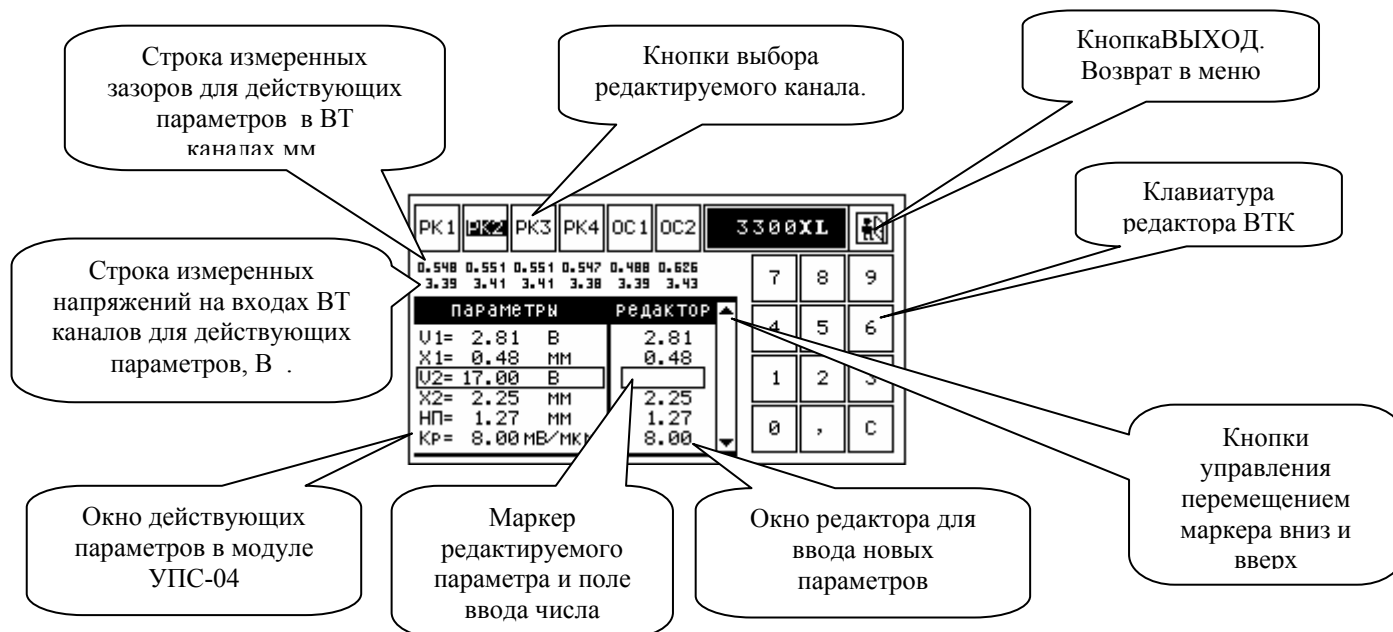 Строка измеренных
зазоров для действующих
параметров в ВТ
каналах мм
Кнопки выбора
редактируемого канала.
КнопкаВЫХОД.
Возврат в меню
Клавиатура
редактора ВТК
Строка измеренных
напряжений на входах ВТ
каналов для действующих
параметров, В .
РК1 РК2 РК3 РК4 ОС1 ОС2 3300XL
0.548 0.551 0.551 0.547 0.488 0.626
3.39 3.41 3.41 3.38 3.39 3.43
7 8 9
параметры редактор
4 5 6
V1= 2.81 В 2.81
X1= 0.48 мм 0.48
V2= 17.00 В
1 2 3
X2= 2.25 мм 2.25
НП= 1.27 мм 1.27
Кр= 8.00 мВ/мкм 8.00
0 , С
Окно действующих
параметров в модуле
УПС-04
Маркер
редактируемого
параметра и поле
ввода числа
Окно редактора для
ввода новых
параметров
Кнопки
управления
перемещением
маркера вниз и
вверх